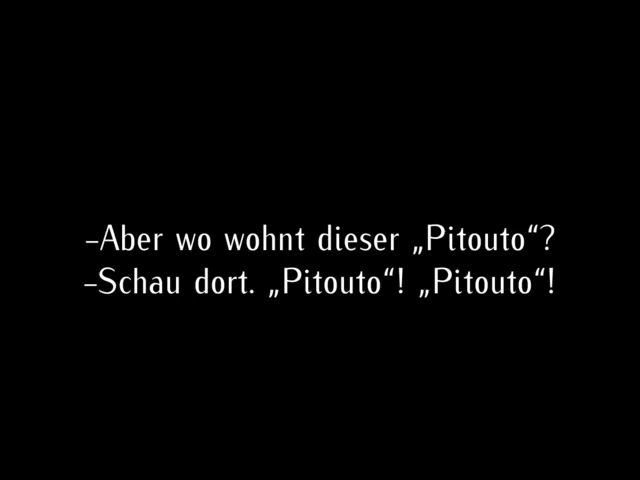 –Aber wo wohnt dieser „Pitouto“?
–Schau dort. „Pitouto“! „Pitouto“!